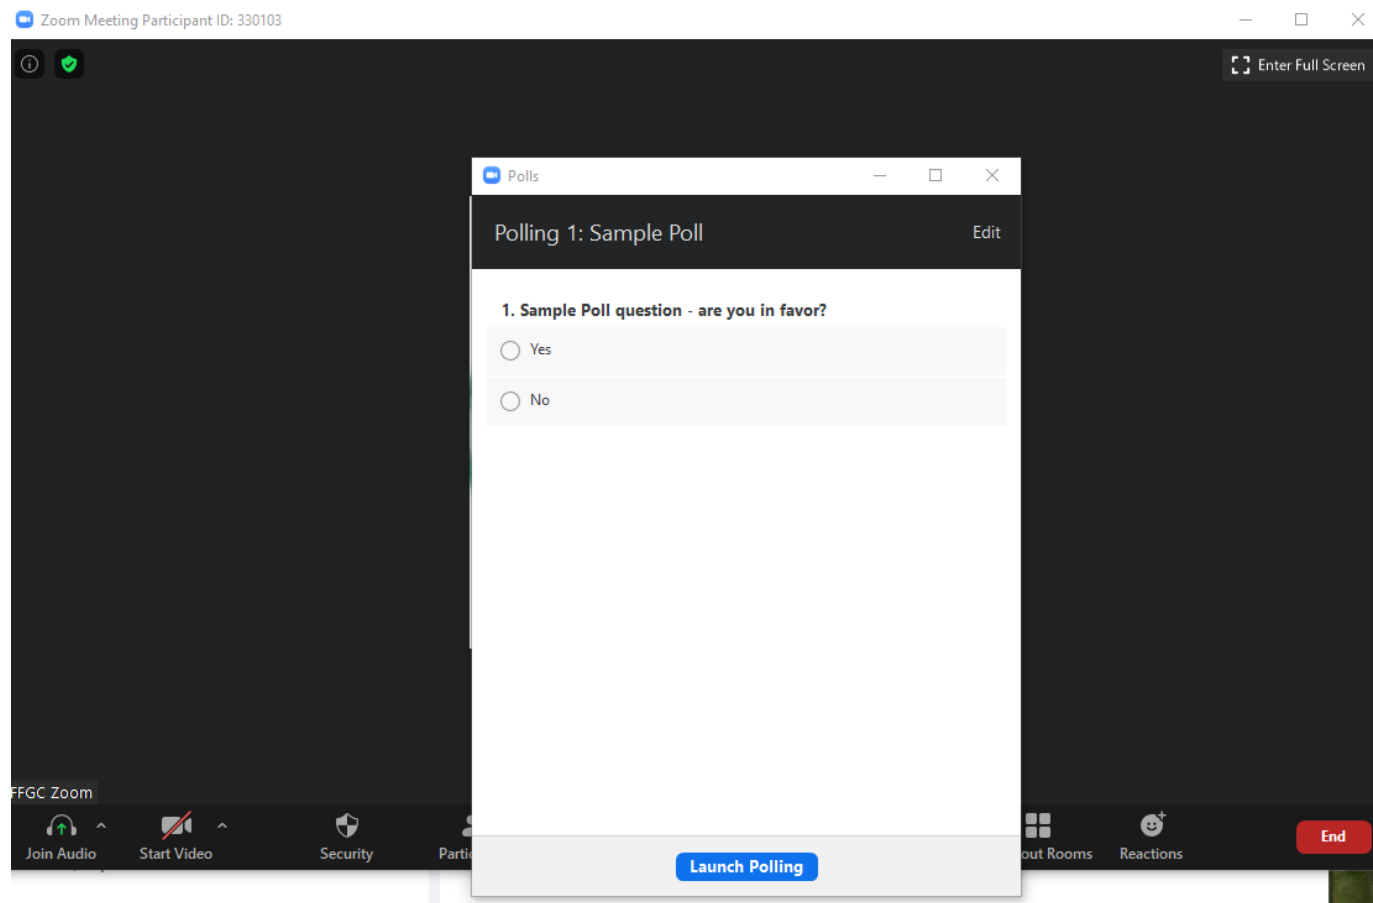 Zoom Meeting Participant ID: 330103
Enter Full Screen
Polls
Polling 1: Sample Poll
Edit
1. Sample Poll question - are you in favor?
Yes
No
FFGC Zoom
Join Audio
Start Video
Security
Partic
out Rooms
Reactions
End
Launch Polling